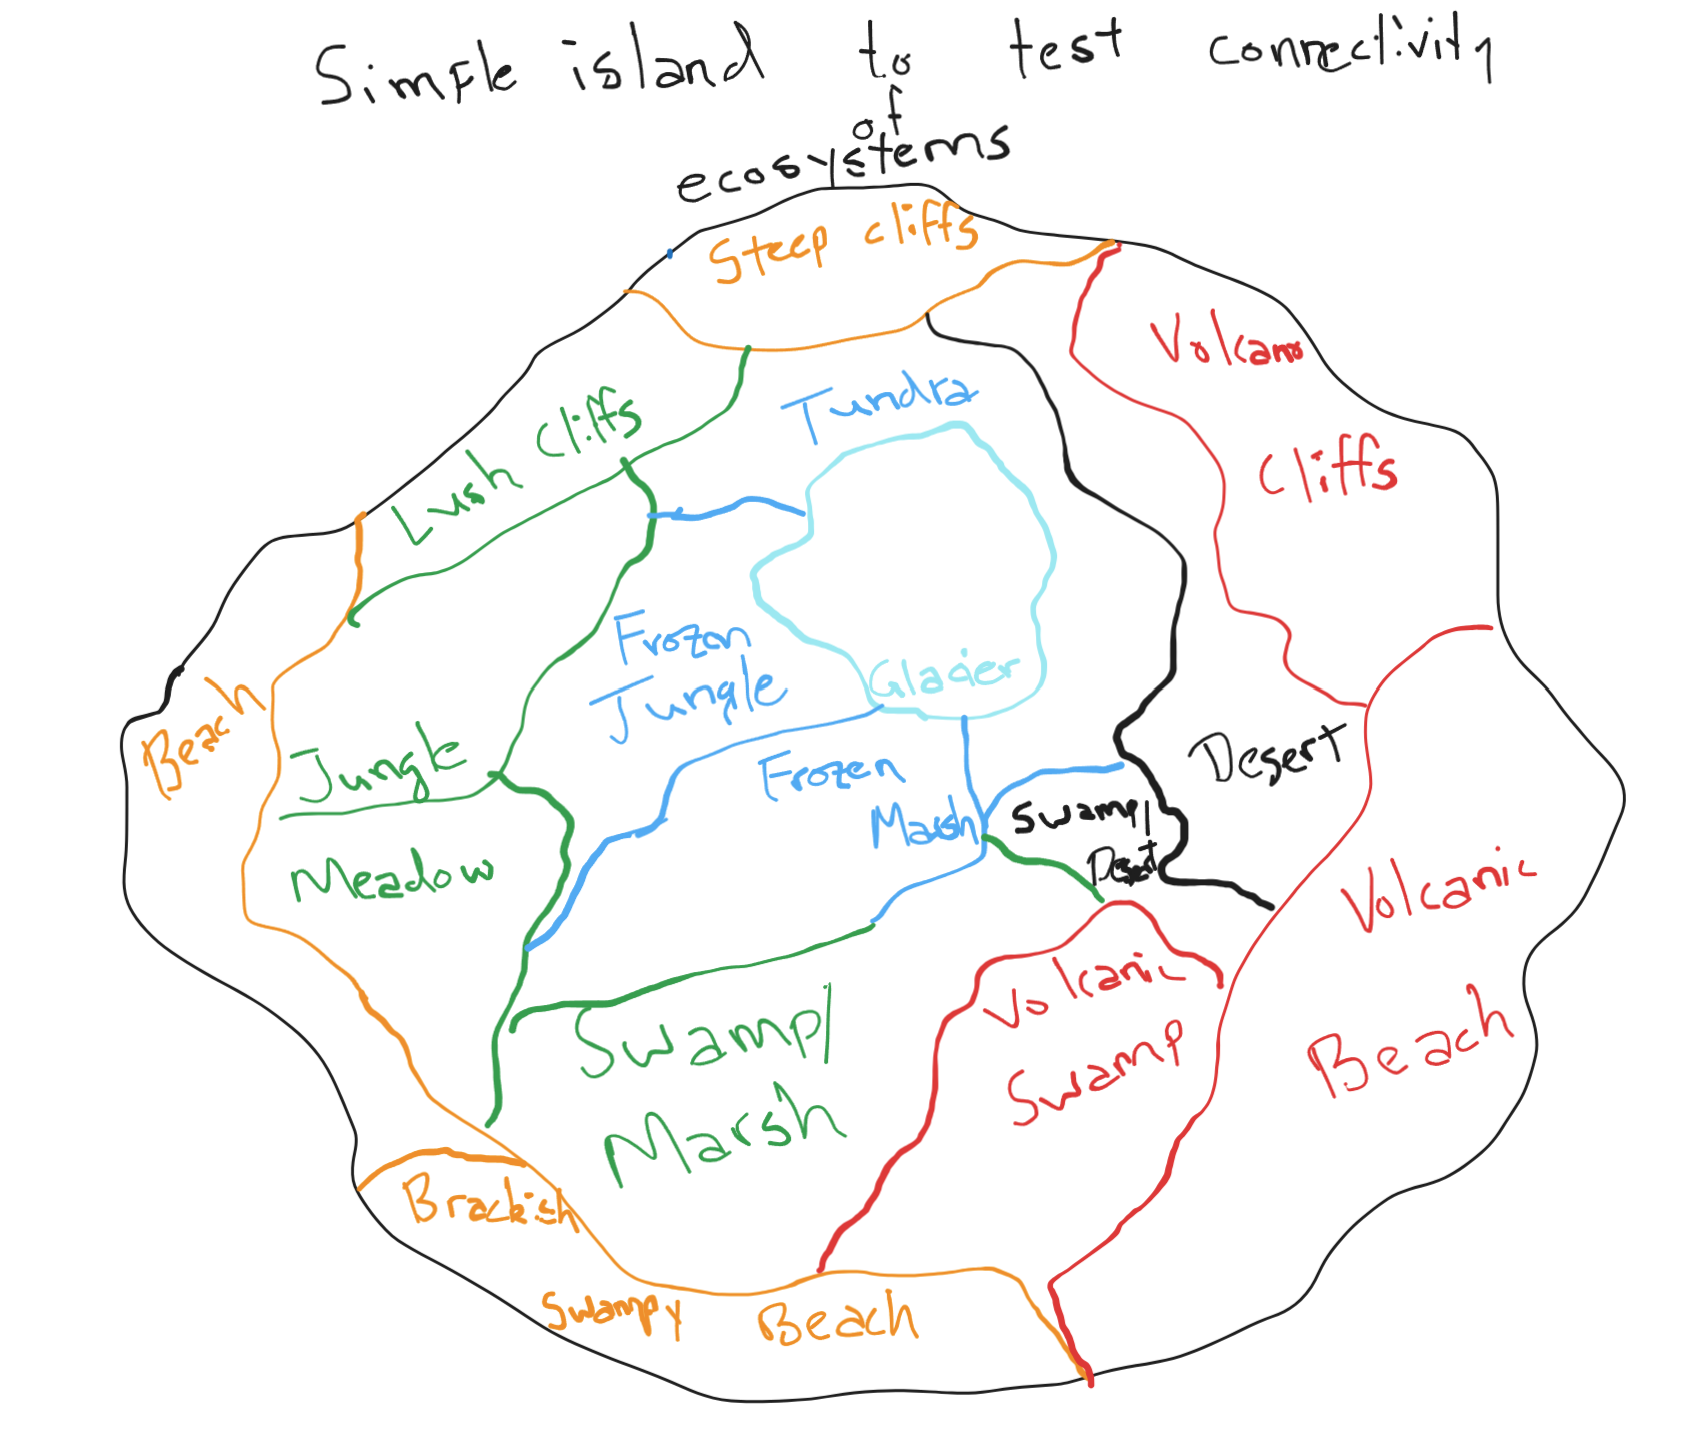 Simple island to test connectivity
of
ecosystems
Steep cliffs
Volcano
Cliffs
Tundra
Lush Cliffs
Frozen
Jungle
Glacier
Beach
Jungle
Frozen
Marsh
Desert
Swamp/
Desert
Meadow
Volcanic
Beach
Volcanic
Swamp
Swamp/
Marsh
Brackish
Swampy Beach